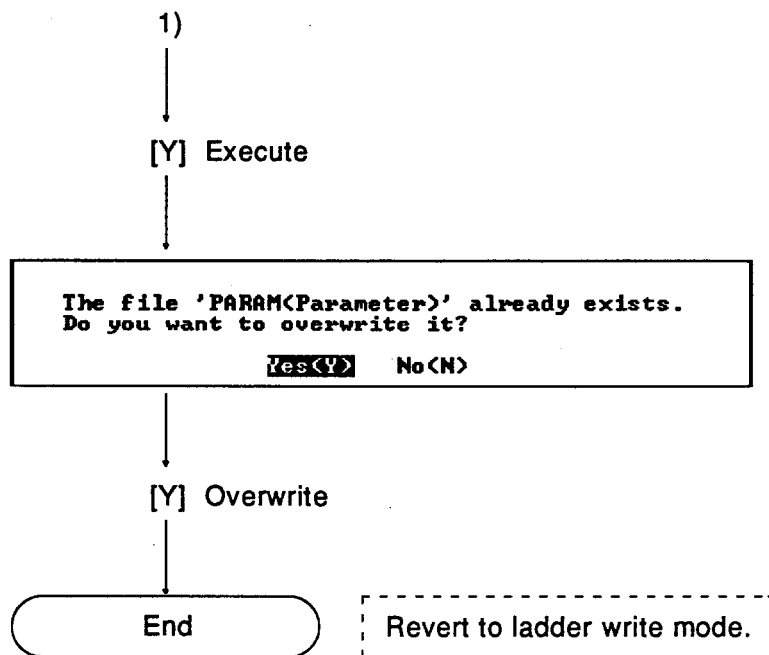 1)
[Y] Execute
The file 'PARAM(Parameter)' already exists.
Do you want to overwrite it?
Yes(Y) No(N)
[Y] Overwrite
End
Revert to ladder write mode.